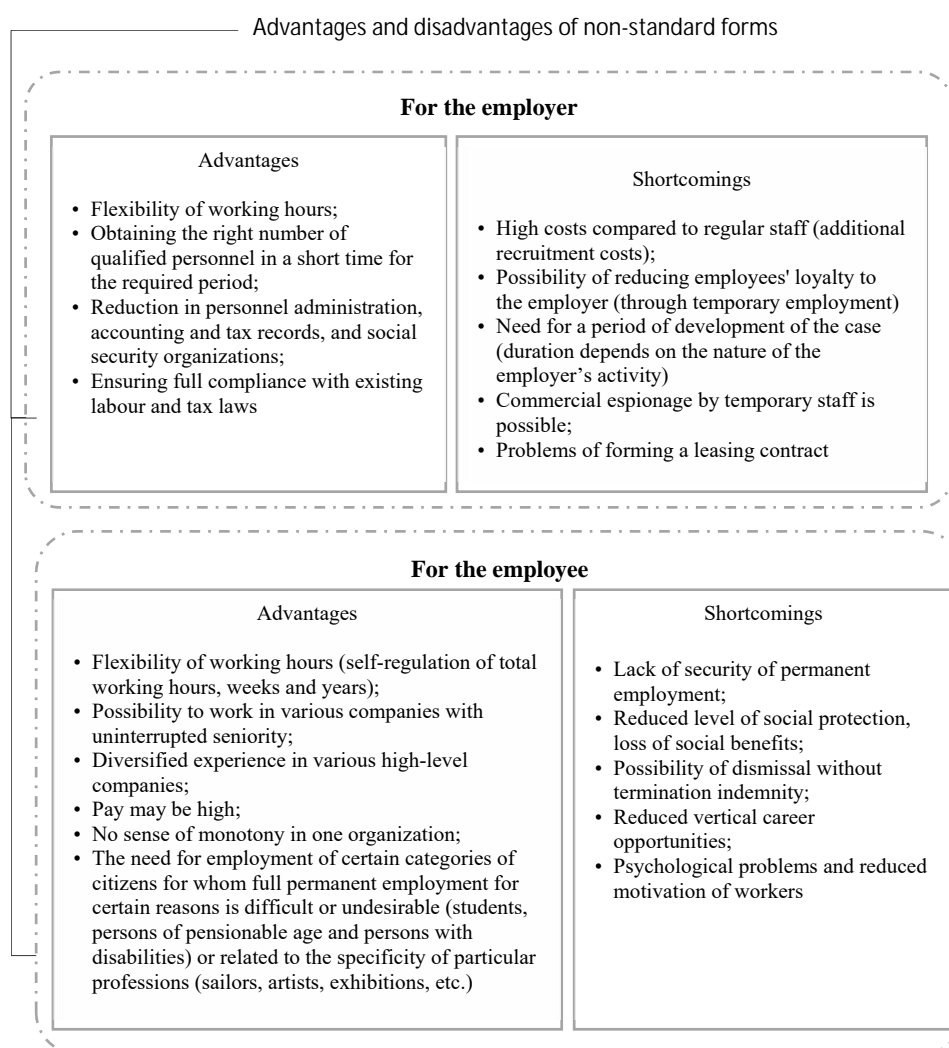 Advantages and disadvantages of non-standard forms
For the employer
Advantages
• Flexibility of working hours;
• Obtaining the right number of
qualified personnel in a short time for
the required period;
• Reduction in personnel administration,
accounting and tax records, and social
security organizations;
• Ensuring full compliance with existing
labour and tax laws
Shortcomings
• High costs compared to regular staff (additional
recruitment costs);
• Possibility of reducing employees' loyalty to
the employer (through temporary employment)
• Need for a period of development of the case
(duration depends on the nature of the
employer’s activity)
• Commercial espionage by temporary staff is
possible;
• Problems of forming a leasing contract
For the employee
Advantages
• Flexibility of working hours (self-regulation of total
working hours, weeks and years);
• Possibility to work in various companies with
uninterrupted seniority;
• Diversified experience in various high-level
companies;
• Pay may be high;
• No sense of monotony in one organization;
• The need for employment of certain categories of
citizens for whom full permanent employment for
certain reasons is difficult or undesirable (students,
persons of pensionable age and persons with
disabilities) or related to the specificity of particular
professions (sailors, artists, exhibitions, etc.)
Shortcomings
• Lack of security of permanent
employment;
• Reduced level of social protection,
loss of social benefits;
• Possibility of dismissal without
termination indemnity;
• Reduced vertical career
opportunities;
• Psychological problems and reduced
motivation of workers